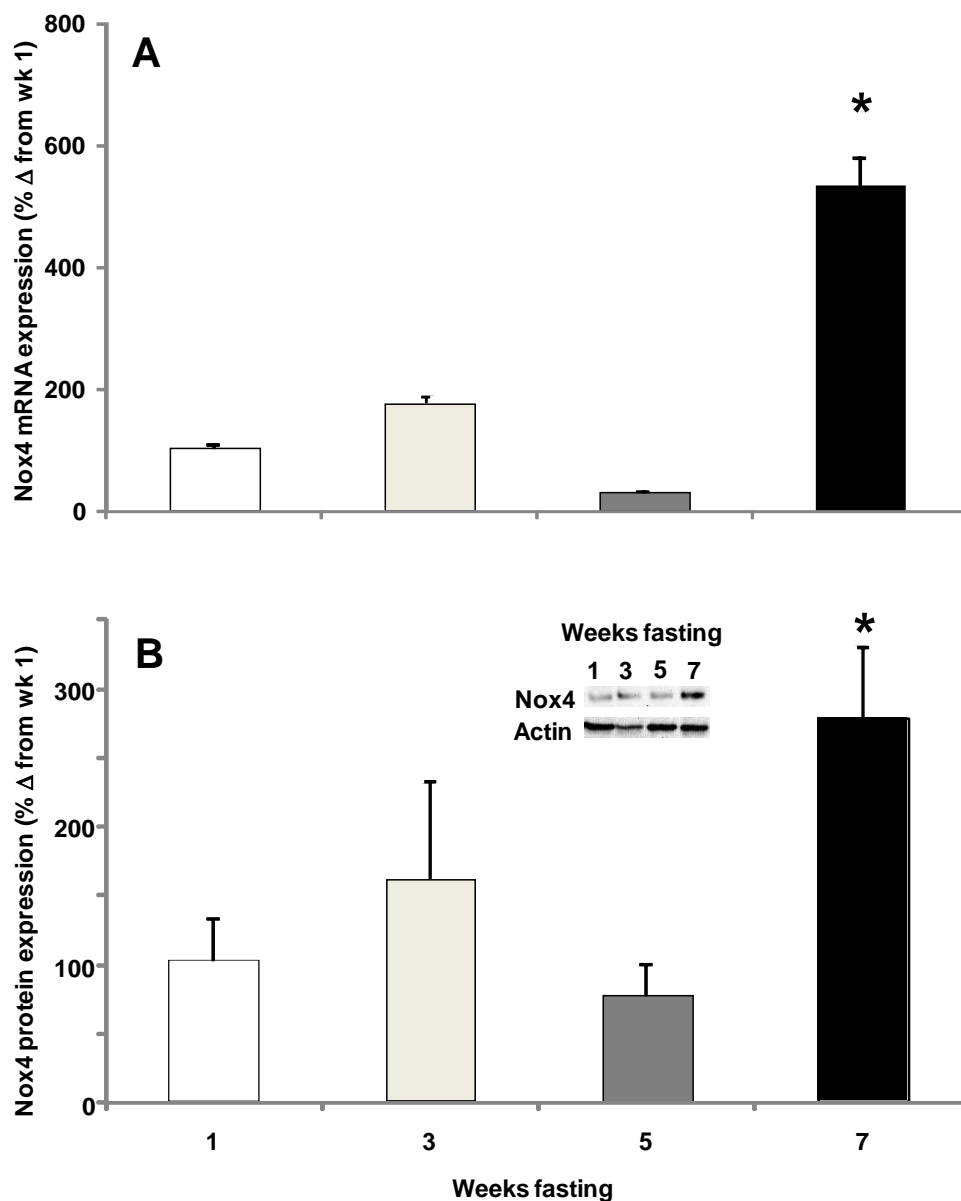 A
Nox4 mRNA expression (% Δ from wk 1)
800
600
400
200
0
*
B
Nox4 protein expression (% Δ from wk 1)
300
200
100
0
*
Weeks fasting
1 3 5 7
Nox4
Actin
1 3 5 7
Weeks fasting